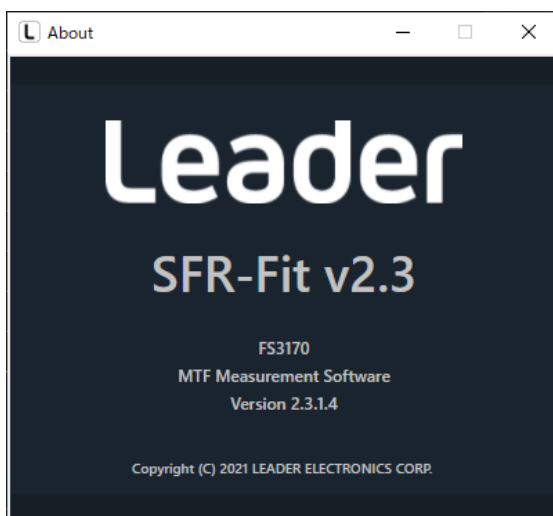 L About
Leader
SFR-Fit v2.3
FS3170
MTF Measurement Software
Version 2.3.1.4
Copyright (C) 2021 LEADER ELECTRONICS CORP.